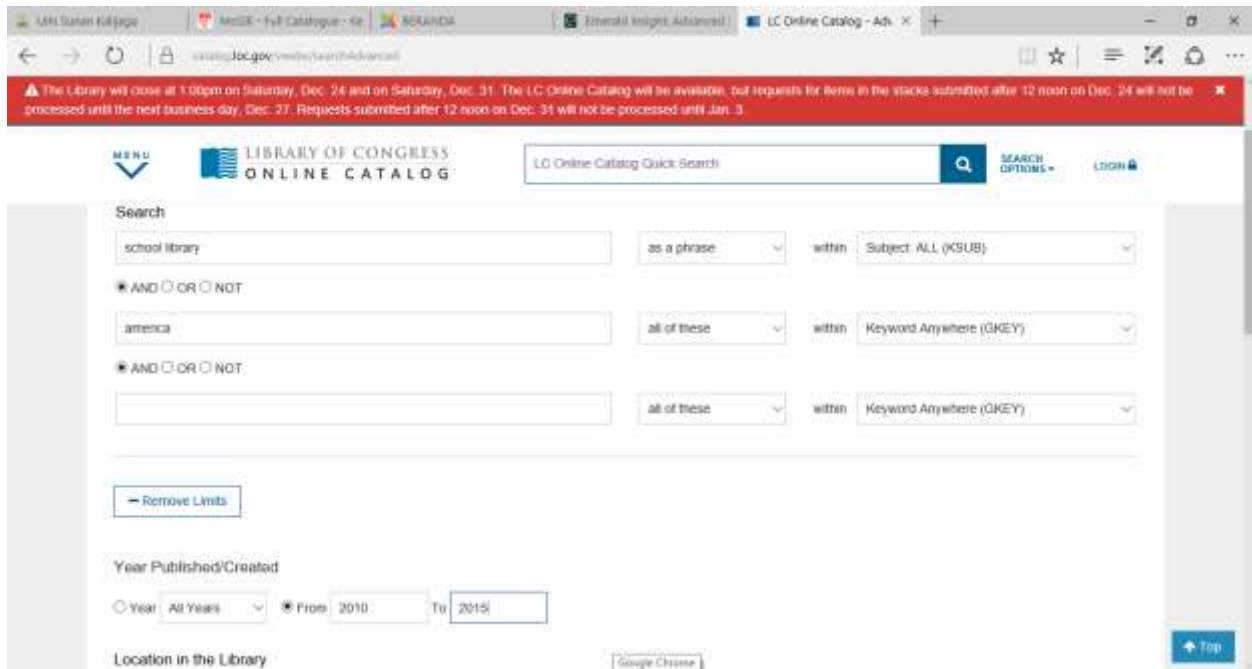 UIN Sunan Kalijaga
McGill - Full Catalogue - Ke
BERANDA
Emerald Insight: Advanced
LC Online Catalog - Adv
catalog.loc.gov/vwebv/searchAdvanced
The Library will close at 1:00pm on Saturday, Dec. 24 and on Saturday, Dec. 31. The LC Online Catalog will be available, but requests for items in the stacks submitted after 12 noon on Dec. 24 will not be
processed until the next business day, Dec. 27. Requests submitted after 12 noon on Dec. 31 will not be processed until Jan. 3.
MENU
LIBRARY OF CONGRESS
ONLINE CATALOG
LC Online Catalog Quick Search
SEARCH
OPTIONS
LOGIN
Search
school library as a phrase within Subject: ALL (KSUB)
AND OR NOT
america all of these within Keyword Anywhere (GKEY)
AND OR NOT
all of these within Keyword Anywhere (GKEY)
Remove Limits
Year Published/Created
Year All Years From 2010 To 2015
Top
Location in the Library
Google Chrome